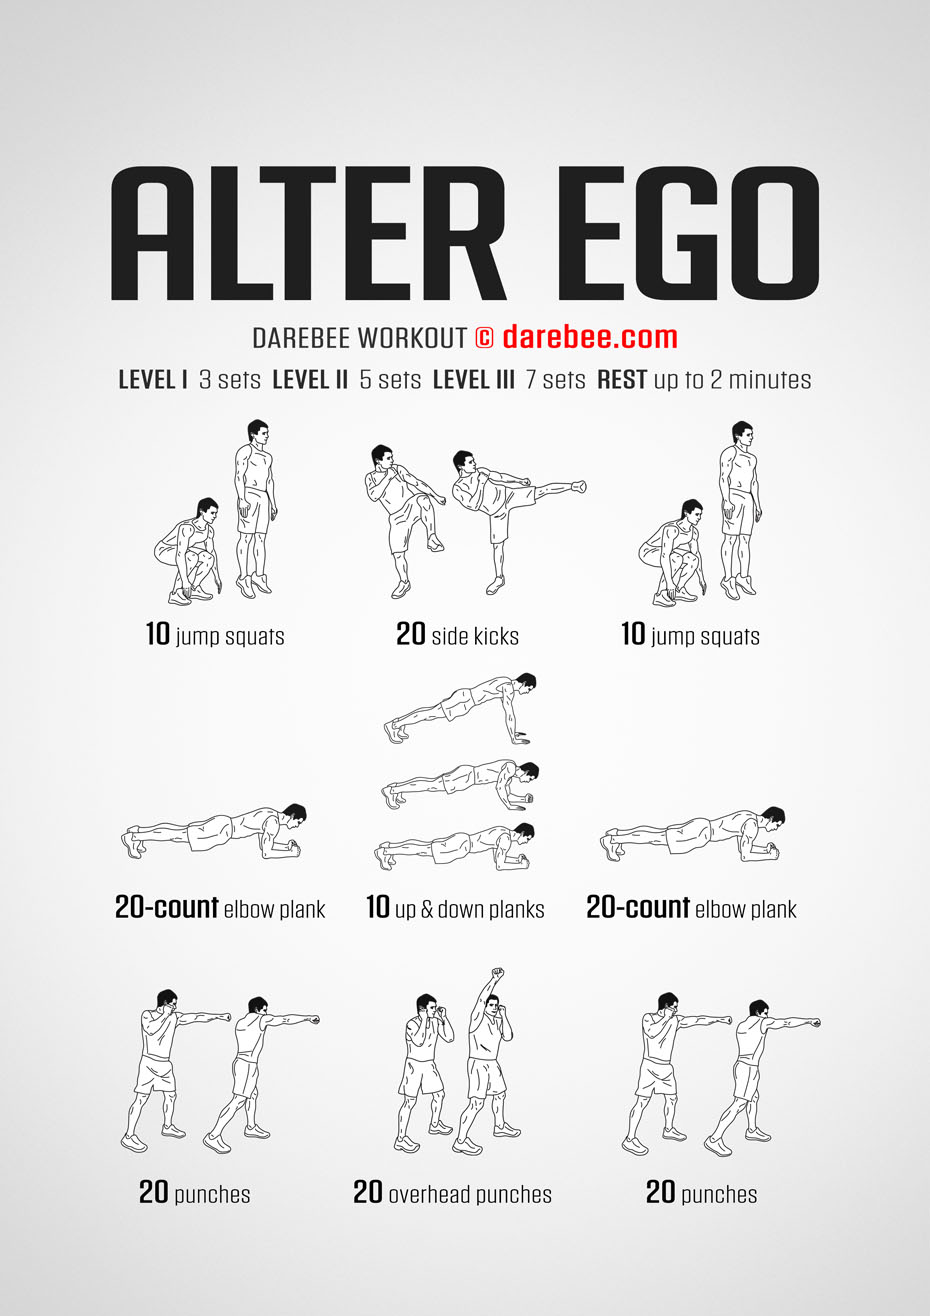 ALTER EGO
DAREBEE WORKOUT © darebee.com
LEVEL I 3 sets LEVEL II 5 sets LEVEL III 7 sets REST up to 2 minutes
10 jump squats
20 side kicks
10 jump squats
20-count elbow plank
10 up & down planks
20-count elbow plank
20 punches
20 overhead punches
20 punches